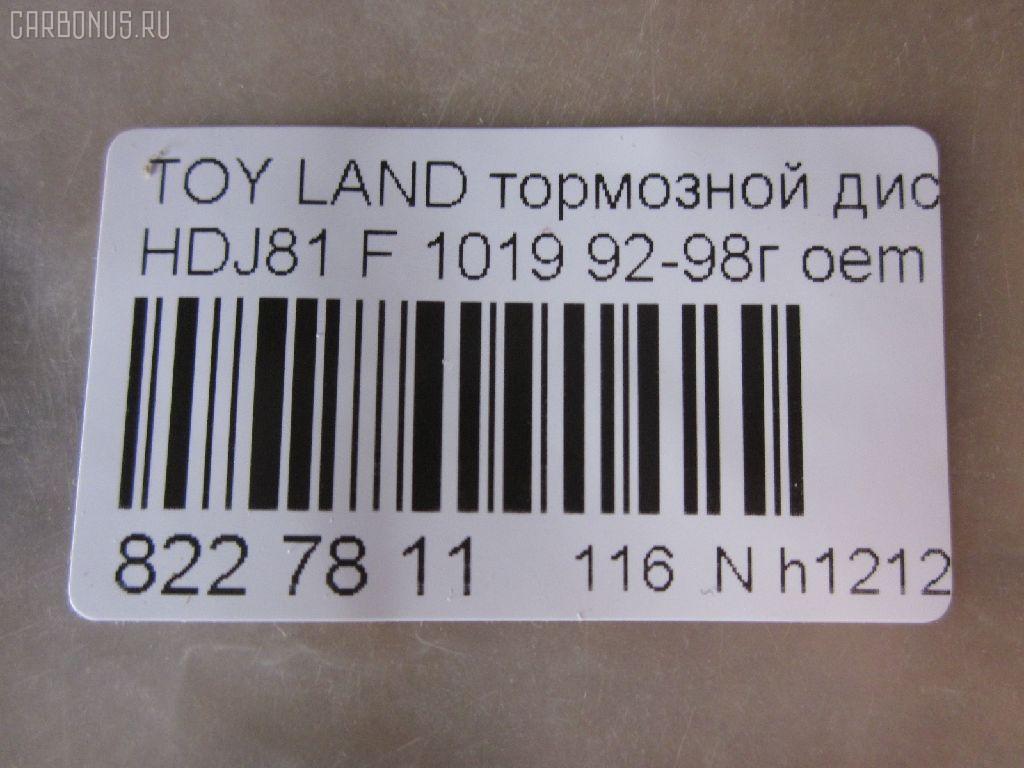 CARBONUS.RU
TOY LAND тормозной дис
HDJ81 F 1019 92-98г oem
822 78 11 116 N h1212